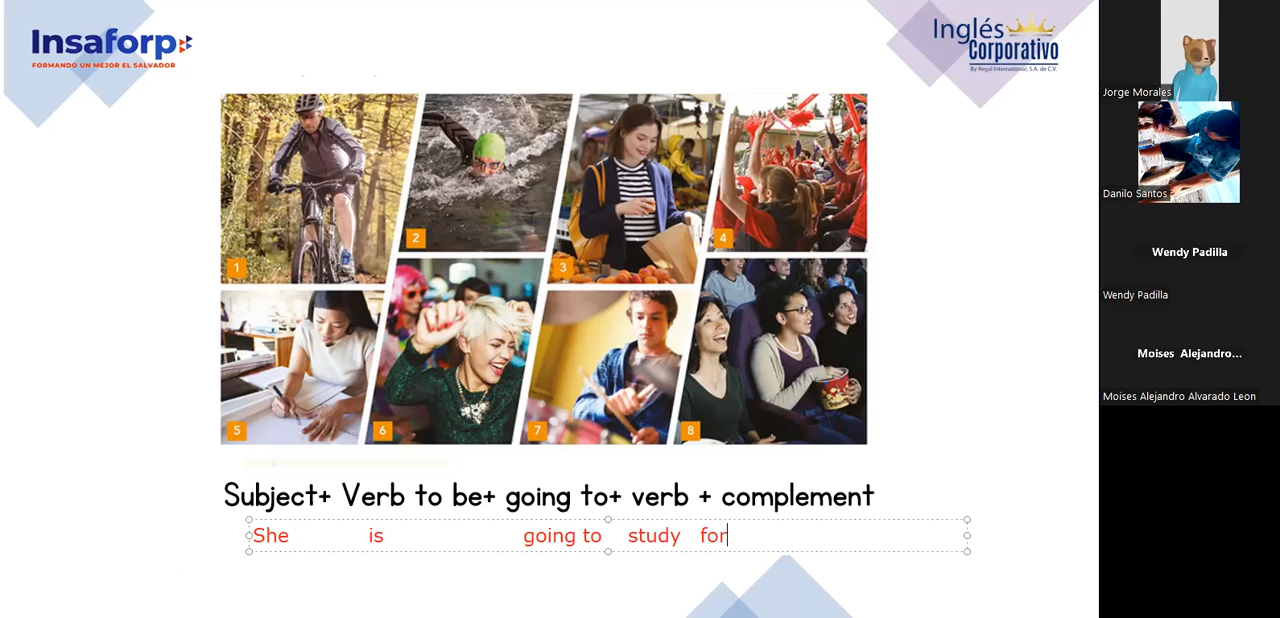 Insaforp
FORMANDO UN MEJOR EL SALVADOR
Inglés
Corporativo
By Regal International, S.A. de C.V.
1
2
3
4
5
6
7
8
Subject+ Verb to be+ going to+ verb + complement
She is going to study for
Jorge Morales
Danilo Santos
Wendy Padilla
Wendy Padilla
Moises Alejandro...
Moises Alejandro Alvarado Leon